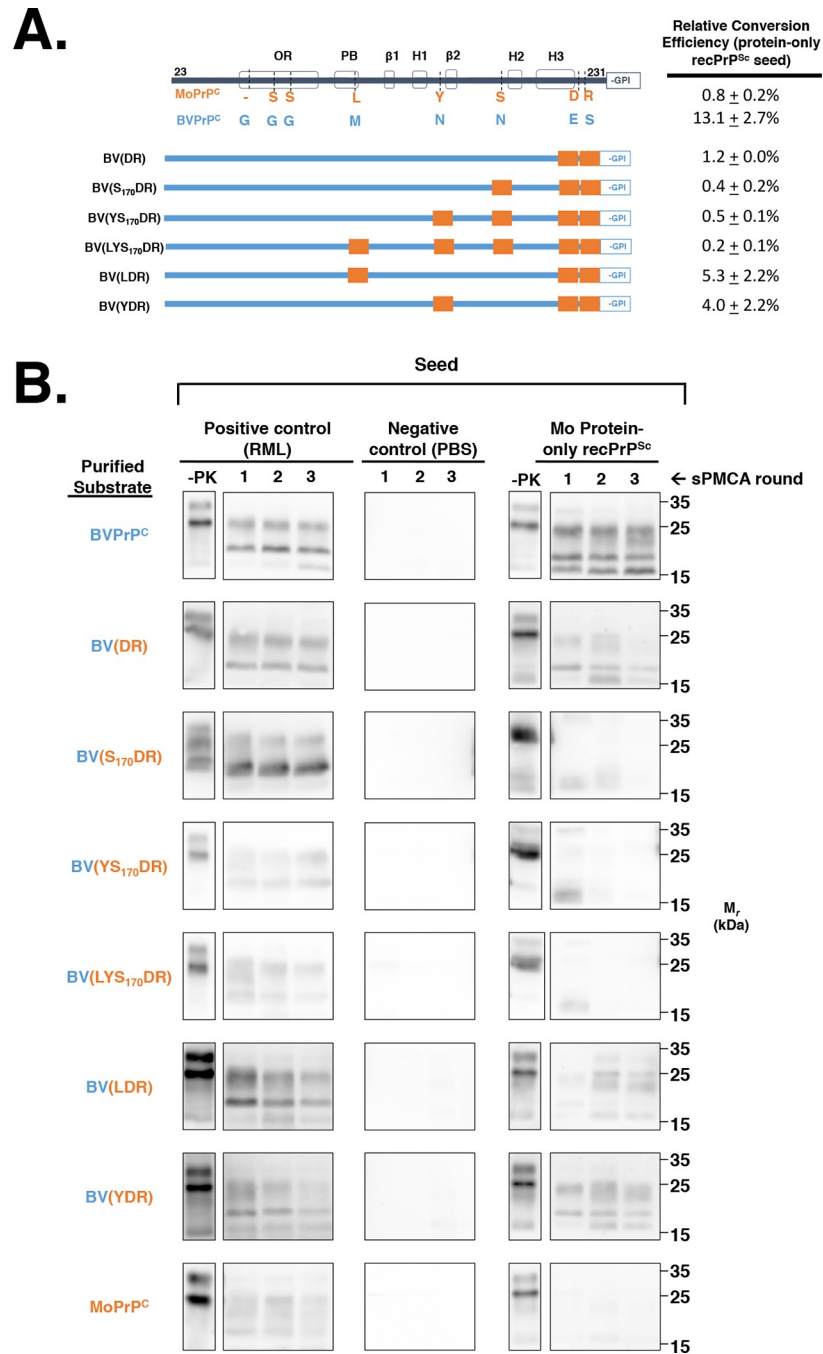 A.
Relative Conversion
Efficiency (protein-only
recPrPSc seed)
OR PB β1 H1 β2 H2 H3
23 231 -GPI
MoPrPC - S S L Y S D R 0.8 ± 0.2%
BVPrPC G G G M N N E S 13.1 ± 2.7%
BV(DR) -GPI 1.2 ± 0.0%
BV(S170DR) -GPI 0.4 ± 0.2%
BV(YS170DR) -GPI 0.5 ± 0.1%
BV(LYS170DR) -GPI 0.2 ± 0.1%
BV(LDR) -GPI 5.3 ± 2.2%
BV(YDR) -GPI 4.0 ± 2.2%
B.
Seed
Positive control
(RML)
Negative
control (PBS)
Mo Protein-
only recPrPSc
Purified
Substrate
-PK 1 2 3 1 2 3 -PK 1 2 3 ← sPMCA round
35
BVPrPC 25
15
35
BV(DR) 25
15
35
BV(S170DR) 25
15
35
BV(YS170DR) 25
15
Mr
(kDa)
35
BV(LYS170DR) 25
15
35
BV(LDR) 25
15
35
BV(YDR) 25
15
35
MoPrPC 25
15